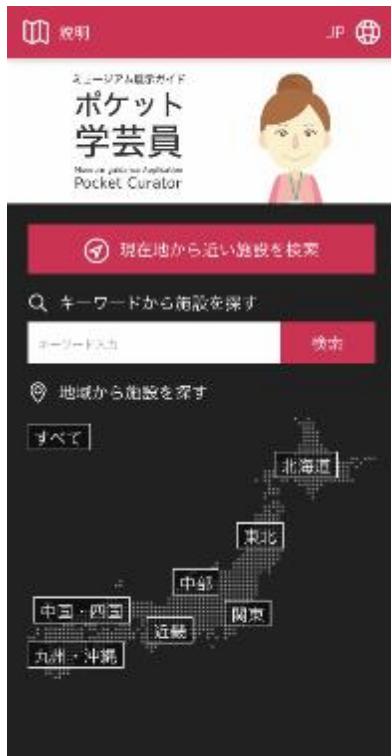 説明
JP
ミュージアム展示ガイド
ポケット
学芸員
Museum guidance Application
Pocket Curator
現在地から近い施設を検索
キーワードから施設を探す
キーワード入力
検索
地域から施設を探す
すべて
北海道
東北
中部
中国・四国
関東
近畿
九州・沖縄